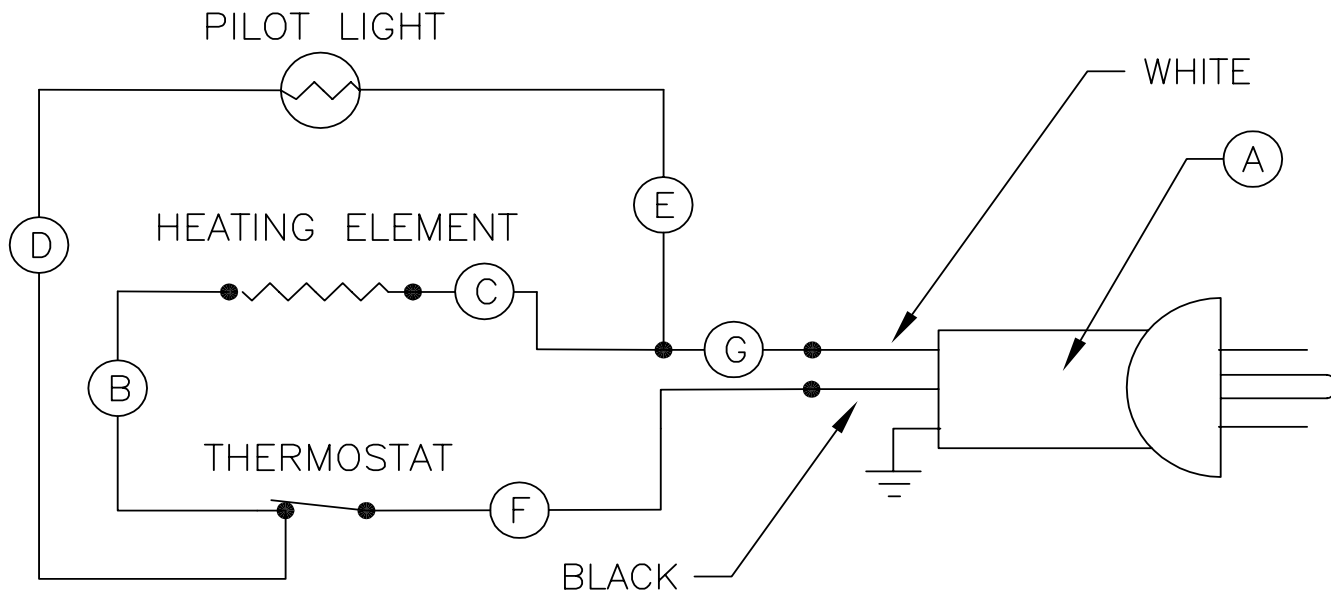 PILOT LIGHT
WHITE
A
E
HEATING ELEMENT
D
C
G
B
THERMOSTAT
F
BLACK